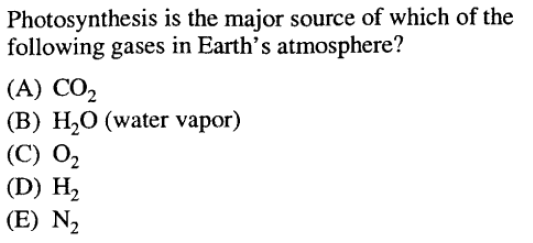 Photosynthesis is the major source of which of the
following gases in Earth's atmosphere?
(A) CO₂
(B) H₂O (water vapor)
(C) O₂
(D) H₂
(E) N₂